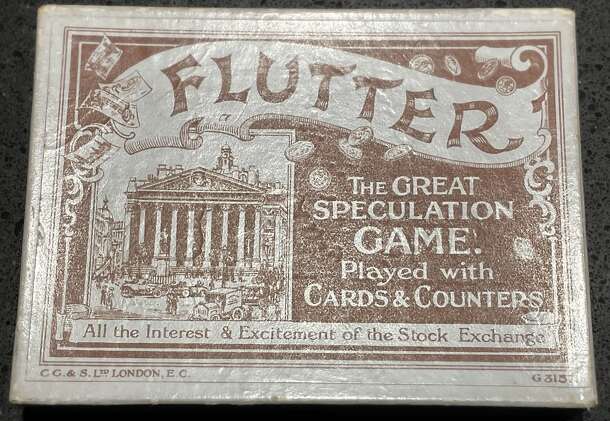 FLUTTER
THE GREAT
SPECULATION
GAME.
Played with
CARDS & COUNTERS
All the Interest & Excitement of the Stock Exchange
C.G. & S. LTD LONDON, E.C.
G 315